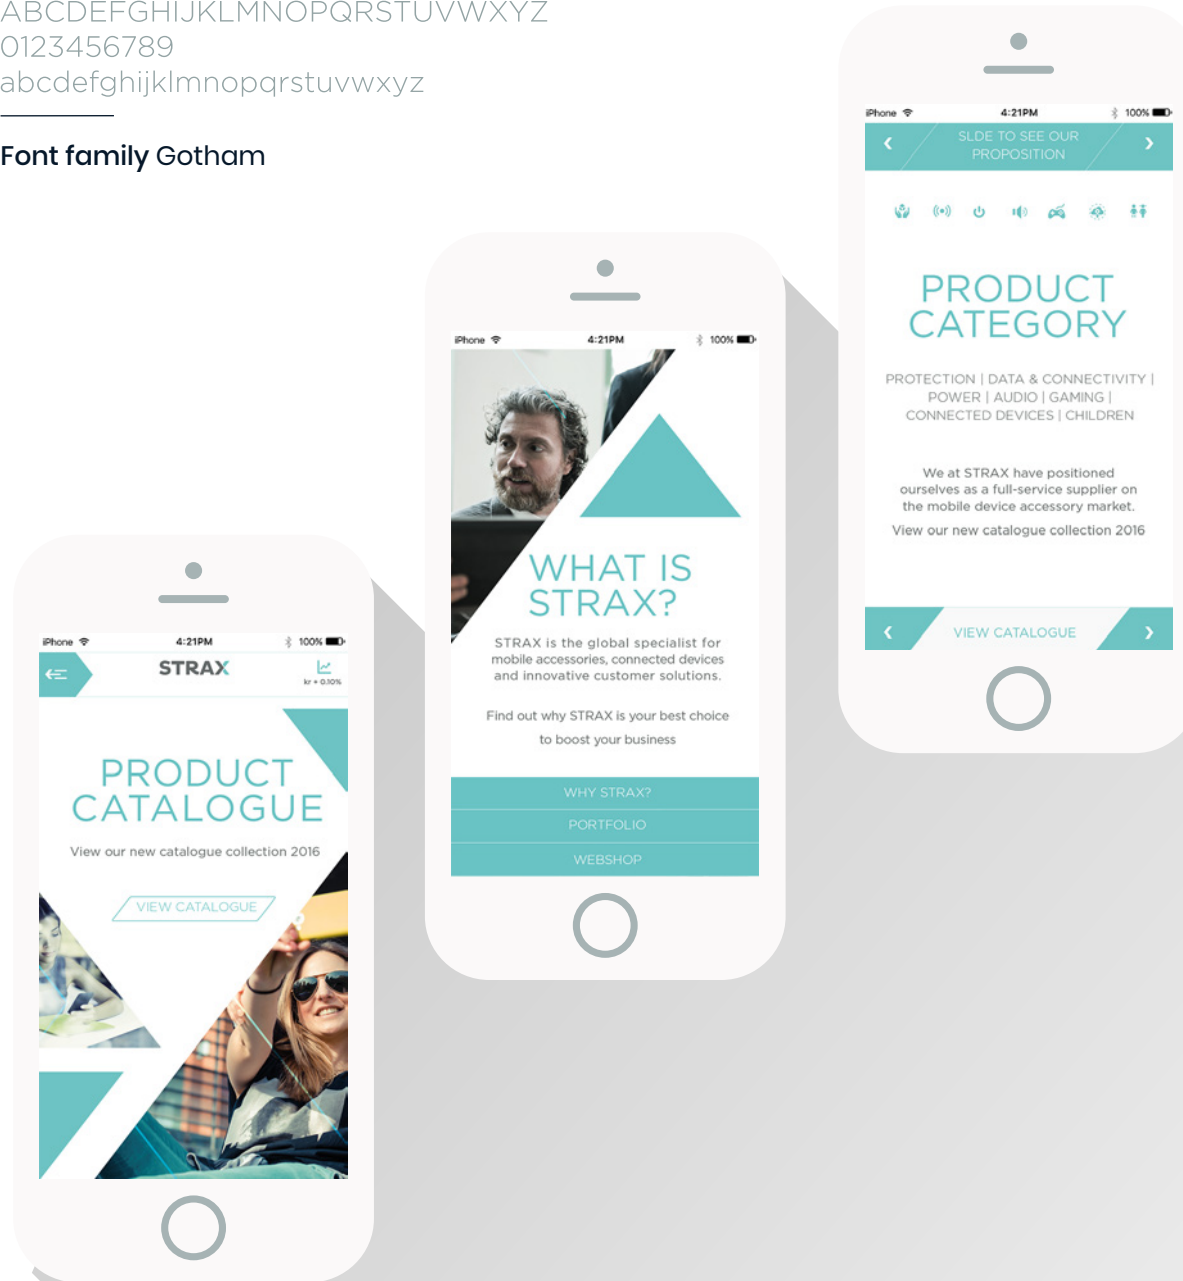 ABCDEFGHIJKLMNOPQRSTUVWXYZ
0123456789
abcdefghijklmnopqrstuvwxyz
Font family Gotham
iPhone 4:21PM 100%
SLDE TO SEE OUR
PROPOSITION
PRODUCT
CATEGORY
PROTECTION | DATA & CONNECTIVITY |
POWER | AUDIO | GAMING |
CONNECTED DEVICES | CHILDREN
We at STRAX have positioned
ourselves as a full-service supplier on
the mobile device accessory market.
View our new catalogue collection 2016
VIEW CATALOGUE
iPhone 4:21PM 100%
WHAT IS
STRAX?
STRAX is the global specialist for
mobile accessories, connected devices
and innovative customer solutions.
Find out why STRAX is your best choice
to boost your business
WHY STRAX?
PORTFOLIO
WEBSHOP
iPhone 4:21PM 100%
STRAX
kr + 0.10%
PRODUCT
CATALOGUE
View our new catalogue collection 2016
VIEW CATALOGUE